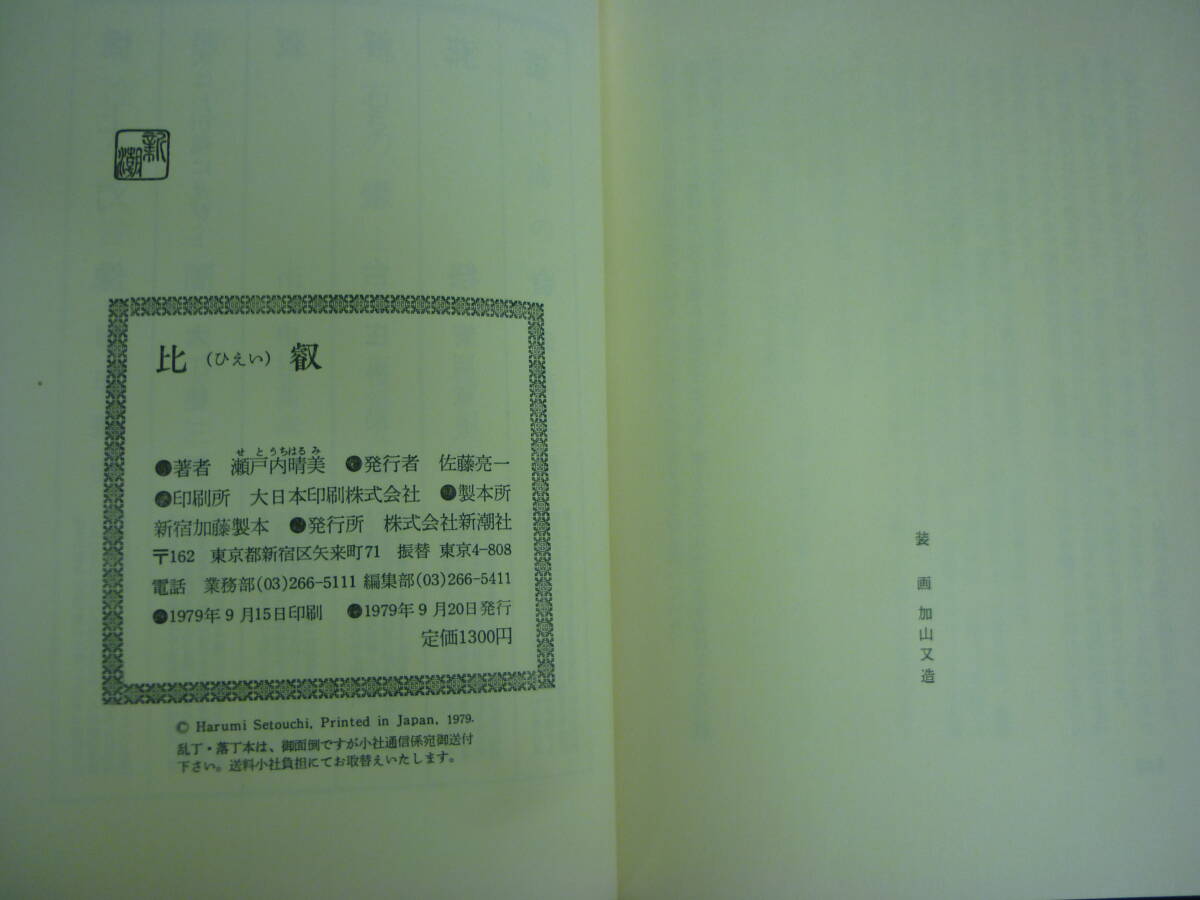 装　画　加山又造
新潮
比（ひえい）叡
せとうちはるみ
●著者　瀬戸内晴美　●発行者　佐藤亮一
●印刷所　大日本印刷株式会社　●製本所
新宿加藤製本　●発行所　株式会社新潮社
〒162　東京都新宿区矢来町71　振替 東京4-808
電話　業務部(03)266-5111 編集部(03)266-5411
●1979年9月15日印刷　●1979年9月20日発行
定価1300円
© Harumi Setouchi, Printed in Japan, 1979.
乱丁・落丁本は、御面倒ですが小社通信係宛御送付
下さい。送料小社負担にてお取替えいたします。